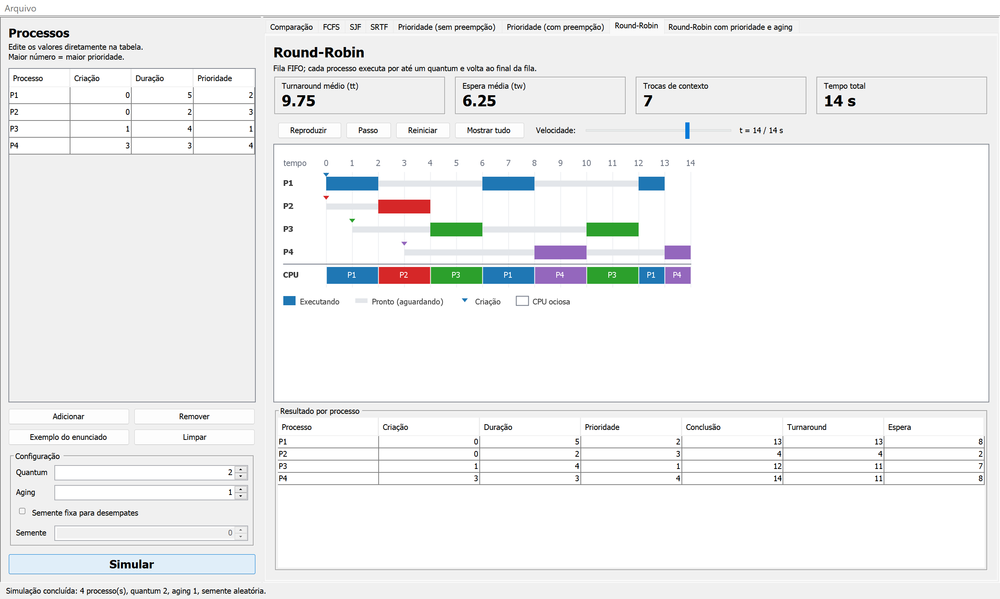 Arquivo
Processos
Edite os valores diretamente na tabela.
Maior número = maior prioridade.
Processo Criação Duração Prioridade
P1 0 5 2
P2 0 2 3
P3 1 4 1
P4 3 3 4
Adicionar Remover
Exemplo do enunciado Limpar
Configuração
Quantum 2
Aging 1
Semente fixa para desempates
Semente 0
Simular
Comparação FCFS SJF SRTF Prioridade (sem preempção) Prioridade (com preempção) Round-Robin Round-Robin com prioridade e aging
Round-Robin
Fila FIFO; cada processo executa por até um quantum e volta ao final da fila.
Turnaround médio (tt) Espera média (tw) Trocas de contexto Tempo total
9.75 6.25 7 14 s
Reproduzir Passo Reiniciar Mostrar tudo Velocidade: t = 14 / 14 s
tempo 0 1 2 3 4 5 6 7 8 9 10 11 12 13 14
P1
P2
P3
P4
CPU P1 P2 P3 P1 P4 P3 P1 P4
Executando Pronto (aguardando) Criação CPU ociosa
Resultado por processo
Processo Criação Duração Prioridade Conclusão Turnaround Espera
P1 0 5 2 13 13 8
P2 0 2 3 4 4 2
P3 1 4 1 12 11 7
P4 3 3 4 14 11 8
Simulação concluída: 4 processo(s), quantum 2, aging 1, semente aleatória.